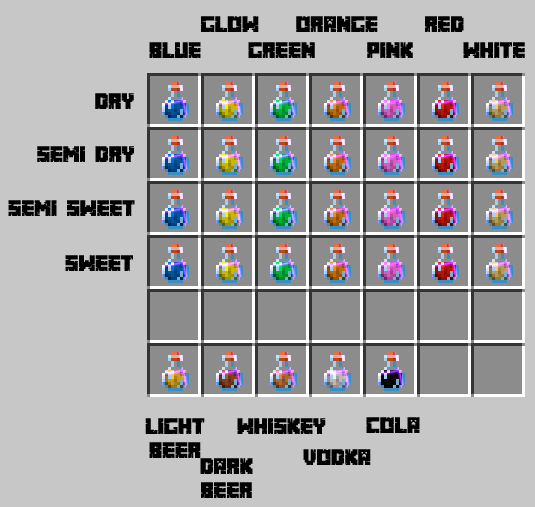 GLOW ORANGE RED
BLUE GREEN PINK WHITE
DRY
SEMI DRY
SEMI SWEET
SWEET
LIGHT BEER
DARK BEER
WHISKEY
VODKA
COLA